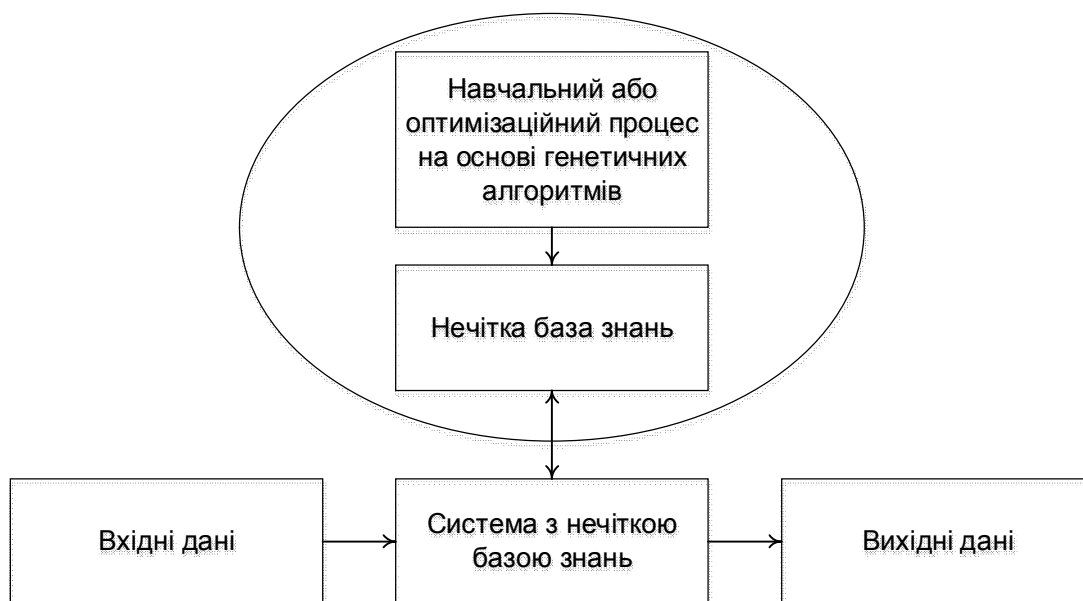 Навчальний або
оптимізаційний процес
на основі генетичних
алгоритмів
Нечітка база знань
Вхідні дані
Система з нечіткою
базою знань
Вихідні дані